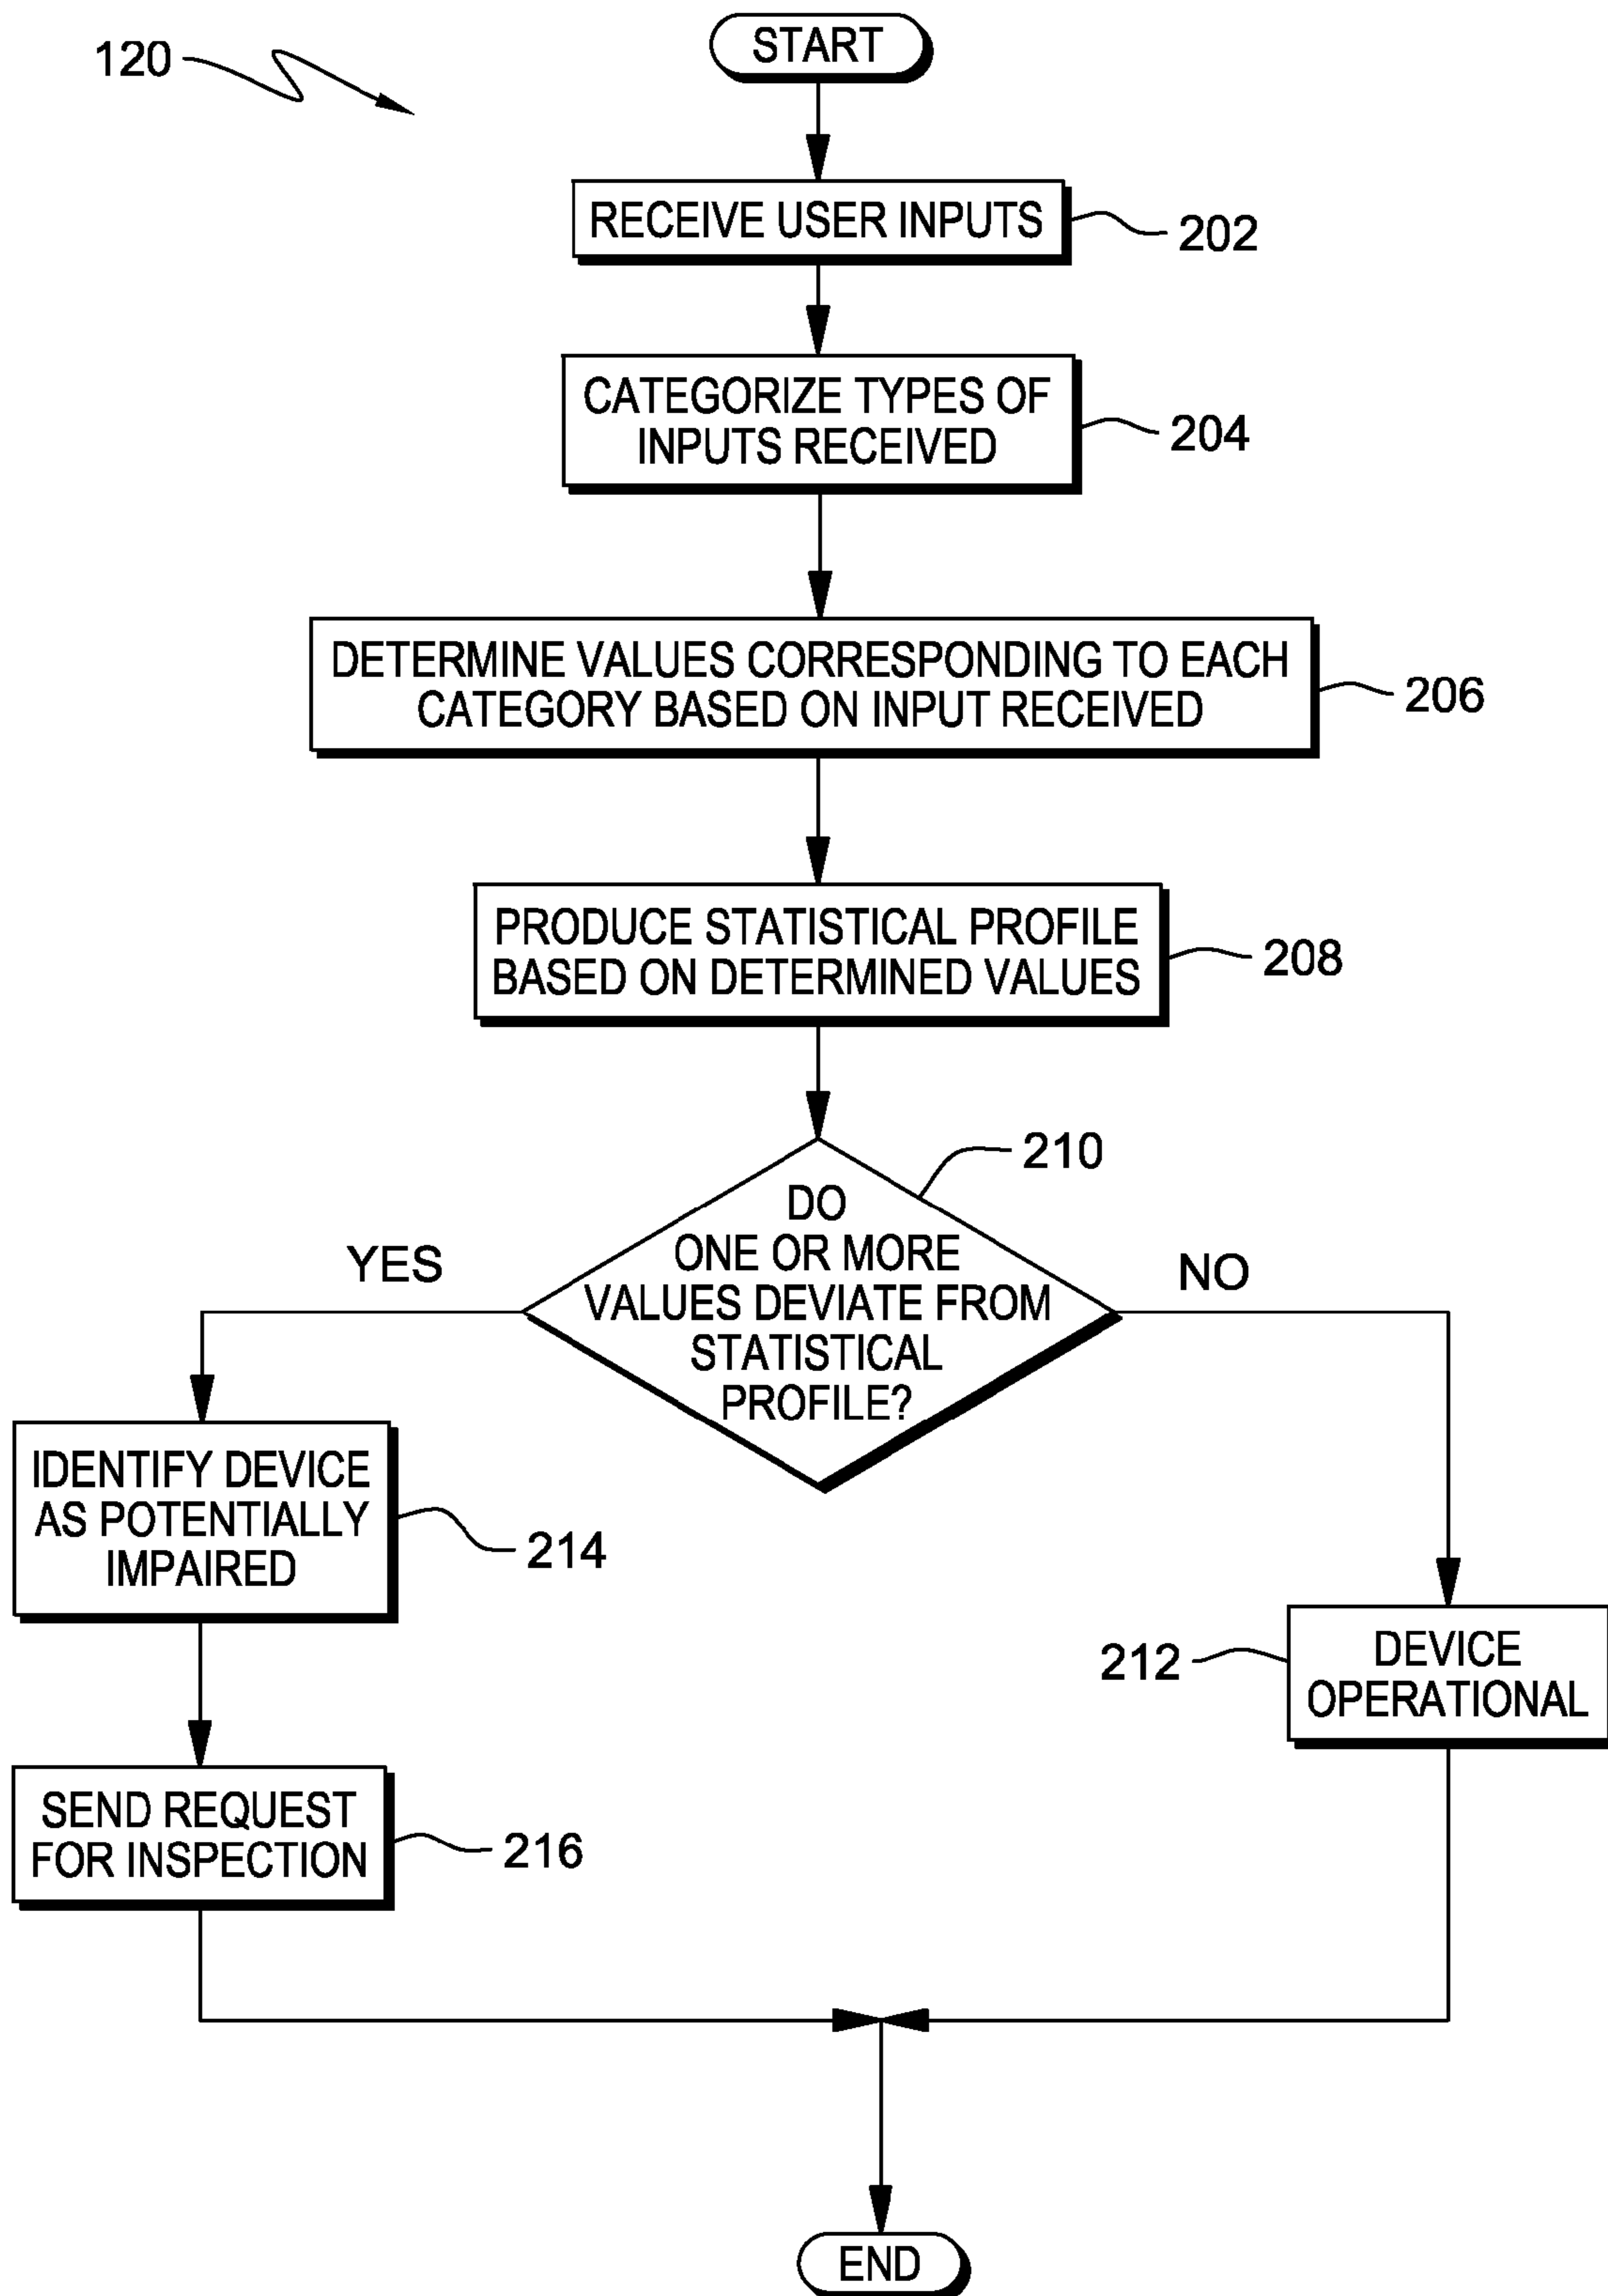 120
START
RECEIVE USER INPUTS
202
CATEGORIZE TYPES OF
INPUTS RECEIVED
204
DETERMINE VALUES CORRESPONDING TO EACH
CATEGORY BASED ON INPUT RECEIVED
206
PRODUCE STATISTICAL PROFILE
BASED ON DETERMINED VALUES
208
210
DO
ONE OR MORE
VALUES DEVIATE FROM
STATISTICAL
PROFILE?
YES
NO
IDENTIFY DEVICE
AS POTENTIALLY
IMPAIRED
214
212
DEVICE
OPERATIONAL
SEND REQUEST
FOR INSPECTION
216
END